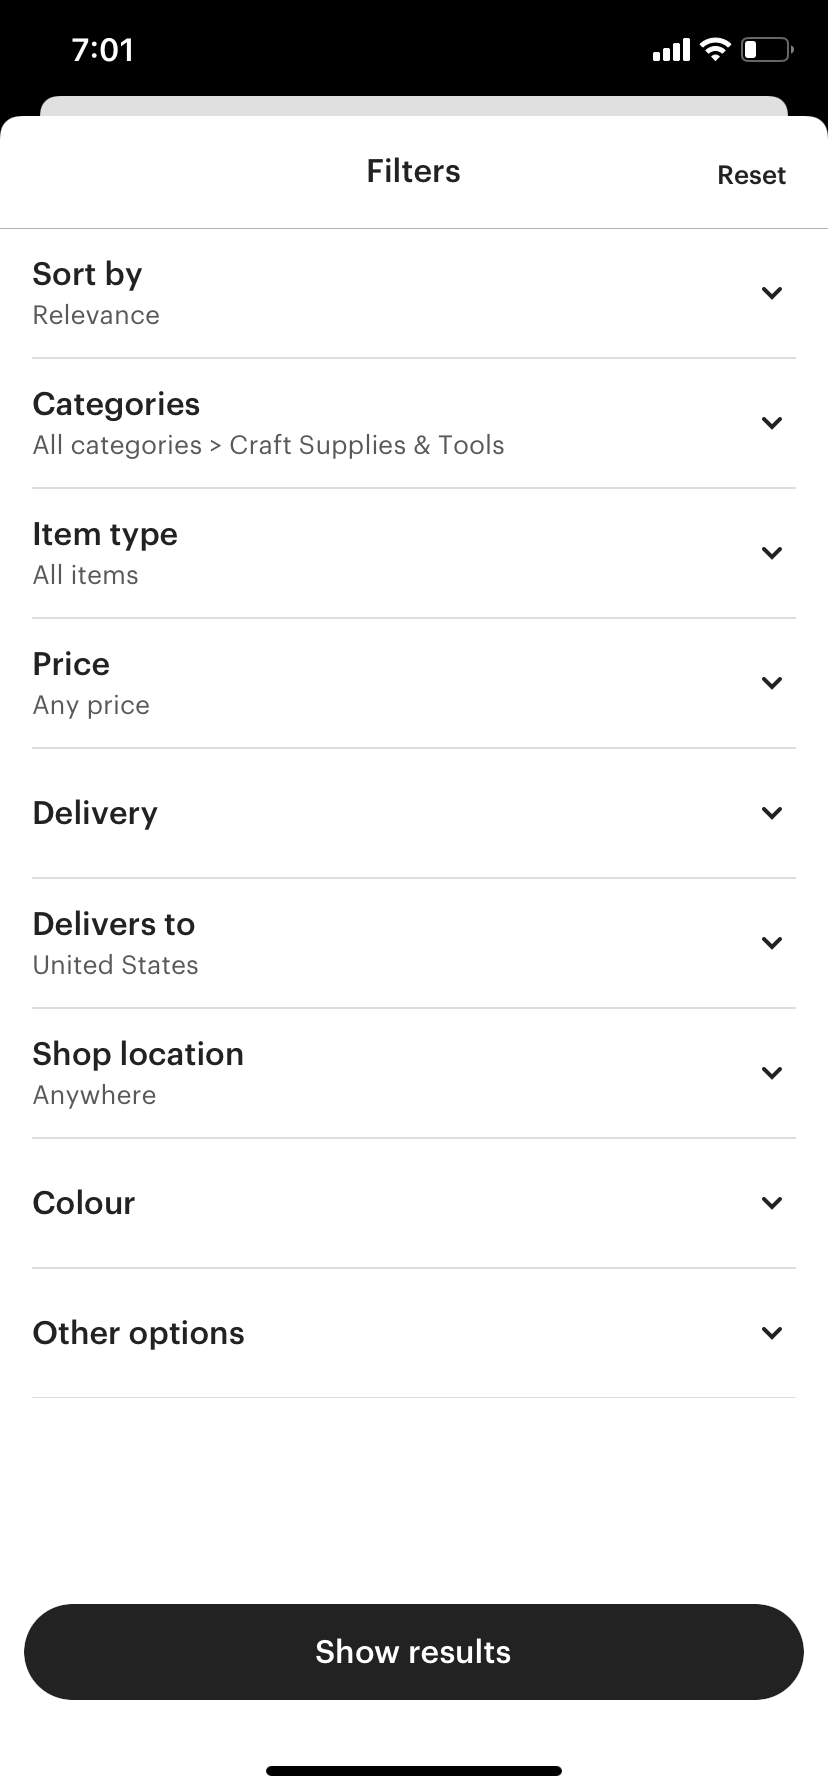 7:01
Filters
Reset
Sort by
Relevance
Categories
All categories > Craft Supplies & Tools
Item type
All items
Price
Any price
Delivery
Delivers to
United States
Shop location
Anywhere
Colour
Other options
Show results